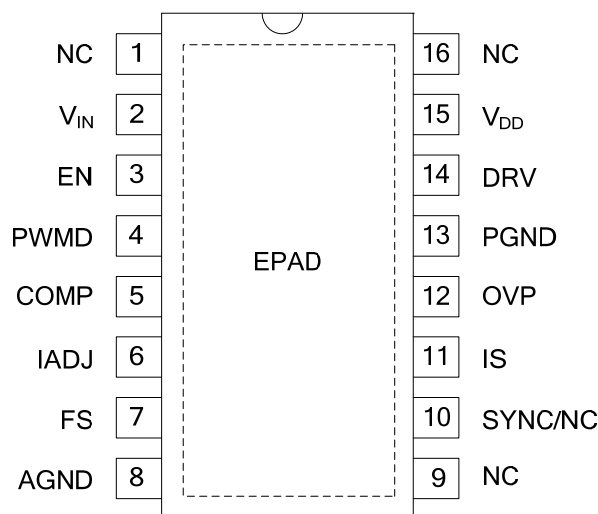 NC 1 16 NC
V_IN 2 15 V_DD
EN 3 14 DRV
PWMD 4 13 PGND
EPAD
COMP 5 12 OVP
IADJ 6 11 IS
FS 7 10 SYNC/NC
AGND 8 9 NC